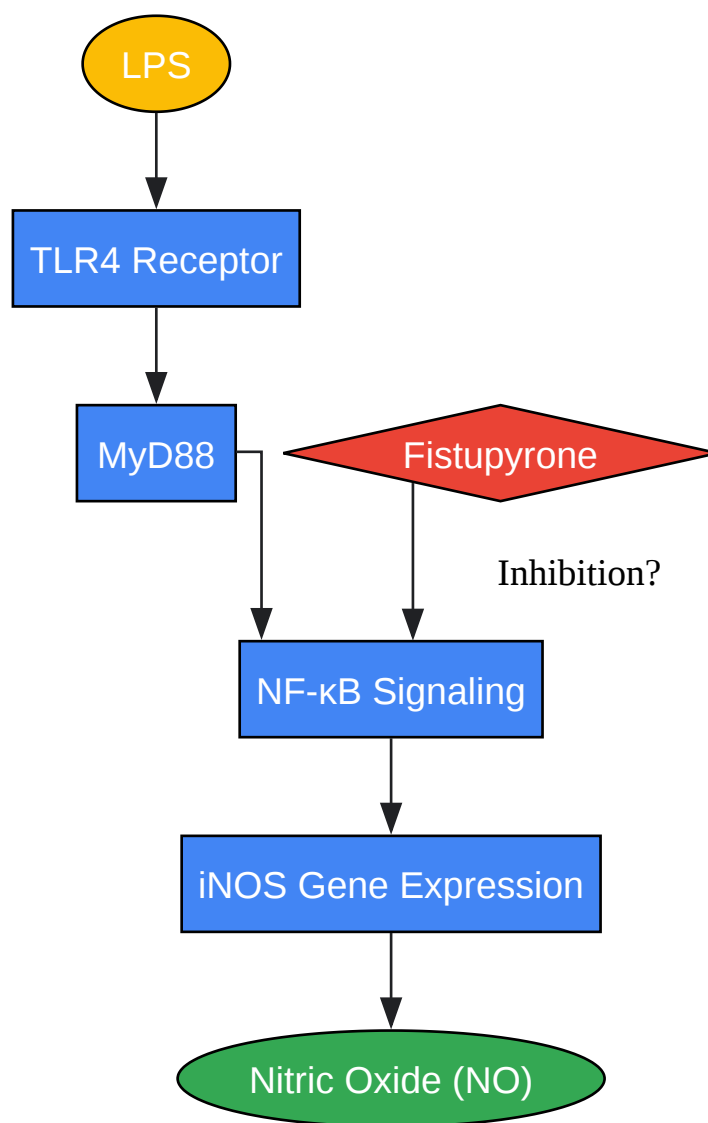 LPS
TLR4 Receptor
MyD88
Fistupyrone
Inhibition?
NF-κB Signaling
iNOS Gene Expression
Nitric Oxide (NO)